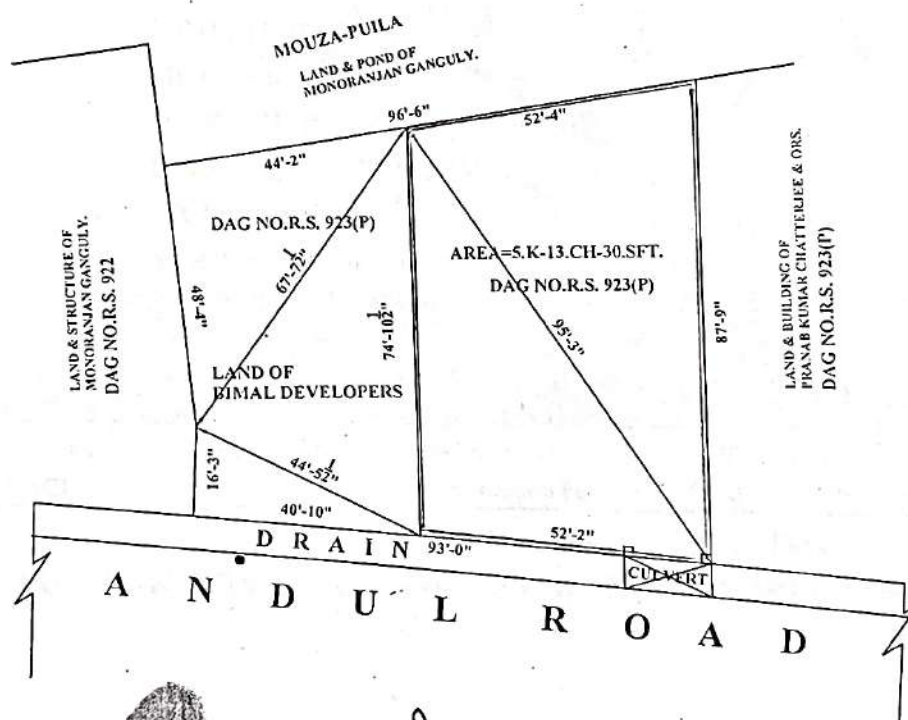 MOUZA-PUILA
LAND & POND OF
MONORANJAN GANGULY.
96'-6"
52'-4"
44'-2"
LAND & STRUCTURE OF
MONORANJAN GANGULY.
DAG NO.R.S. 922
DAG NO.R.S. 923(P)
67'-7½"
48'-4"
AREA=5.K-13.CH-30.SFT.
DAG NO.R.S. 923(P)
74'-10½"
95'-3"
87'-9"
LAND & BUILDING OF
PRANAB KUMAR CHATTERJEE & ORS.
DAG NO.R.S. 923(P)
LAND OF
BIMAL DEVELOPERS
16'-3"
44'-5½"
40'-10"
DRAIN
93'-0"
52'-2"
CULVERT
ANDUL ROAD